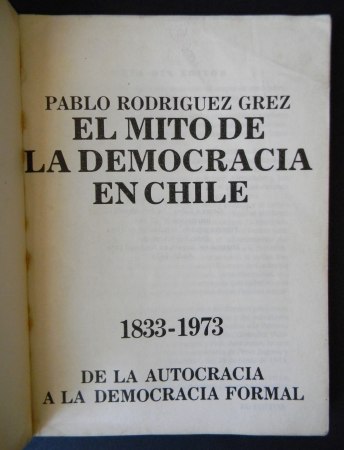 PABLO RODRIGUEZ GREZ
EL MITO DE
LA DEMOCRACIA
EN CHILE
1833-1973
DE LA AUTOCRACIA
A LA DEMOCRACIA FORMAL